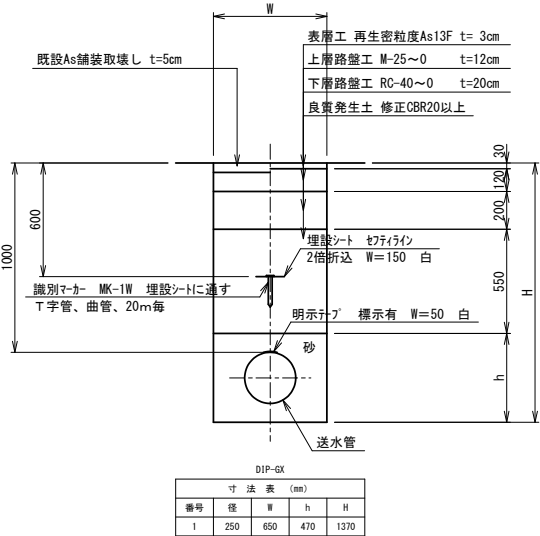 W
表層工 再生密粒度As13F t= 3cm
既設As舗装取壊し t=5cm
上層路盤工 M-25～0 t=12cm
下層路盤工 RC-40～0 t=20cm
良質発生土 修正CBR20以上
30
120
200
600
1000
埋設シート セフティライン
2倍折込 W=150 白
550
H
識別マーカー MK-1W 埋設シートに通す
T字管、曲管、20m毎
明示テープ 標示有 W=50 白
砂
h
送水管
DIP-GX
寸 法 表 (mm)
番号 径 W h H
1 250 650 470 1370